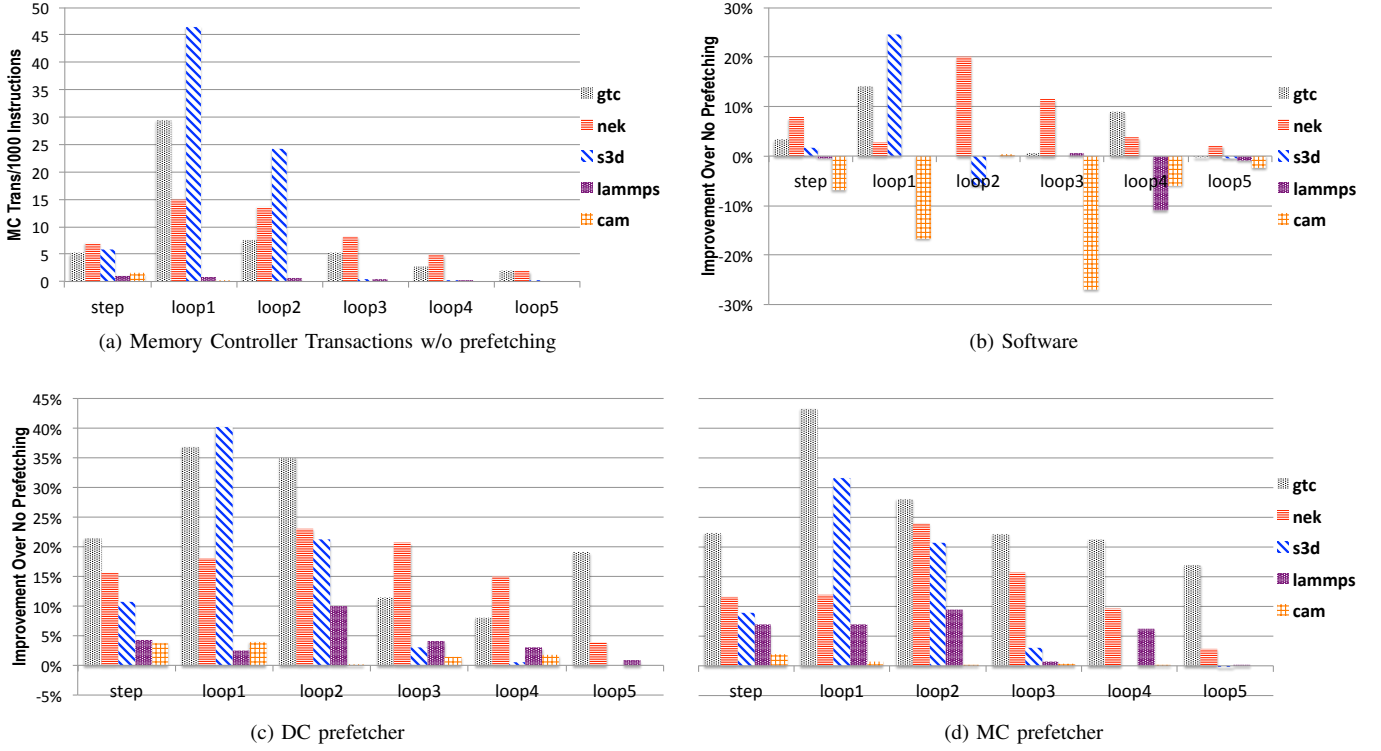 50
45
40
35
30
25
20
15
10
5
0
MC Trans/1000 Instructions
step loop1 loop2 loop3 loop4 loop5
gtc
nek
s3d
lammps
cam
(a) Memory Controller Transactions w/o prefetching
30%
20%
10%
0%
-10%
-20%
-30%
Improvement Over No Prefetching
step loop1 loop2 loop3 loop4 loop5
gtc
nek
s3d
lammps
cam
(b) Software
45%
40%
35%
30%
25%
20%
15%
10%
5%
0%
-5%
Improvement Over No Prefetching
step loop1 loop2 loop3 loop4 loop5
(c) DC prefetcher
step loop1 loop2 loop3 loop4 loop5
gtc
nek
s3d
lammps
cam
(d) MC prefetcher